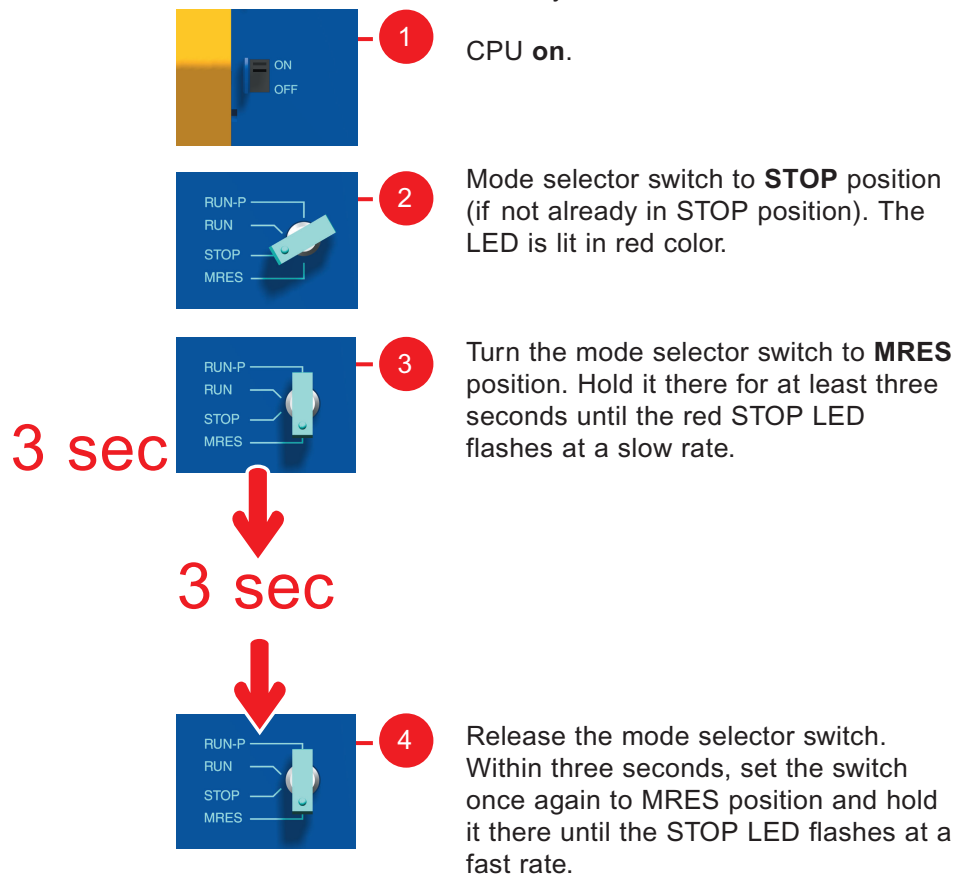 1
CPU on.
ON
OFF
2
Mode selector switch to STOP position
(if not already in STOP position). The
LED is lit in red color.
RUN-P
RUN
STOP
MRES
3
Turn the mode selector switch to MRES
position. Hold it there for at least three
seconds until the red STOP LED
flashes at a slow rate.
RUN-P
RUN
STOP
MRES
3 sec
3 sec
4
Release the mode selector switch.
Within three seconds, set the switch
once again to MRES position and hold
it there until the STOP LED flashes at a
fast rate.
RUN-P
RUN
STOP
MRES